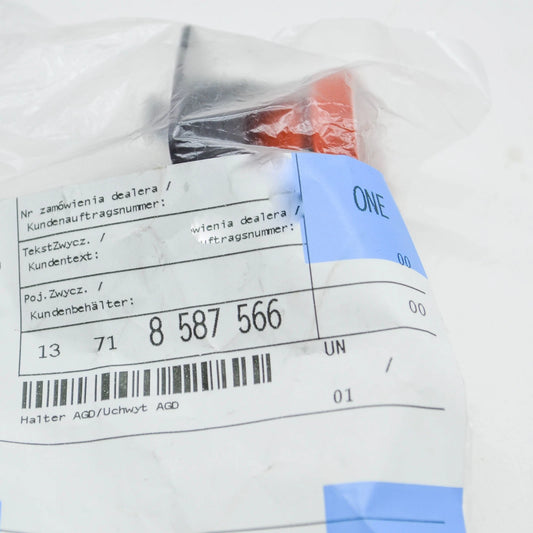 Nr zamówienia dealera /
Kundenauftragsnummer:
ONE
wienia dealera /
uftragsnummer:
TekstZwycz. /
Kundentext:
00
Poj.Zwycz. /
Kundenbehälter:
00
13 71 8 587 566
UN /
01
Halter AGD/Uchwyt AGD